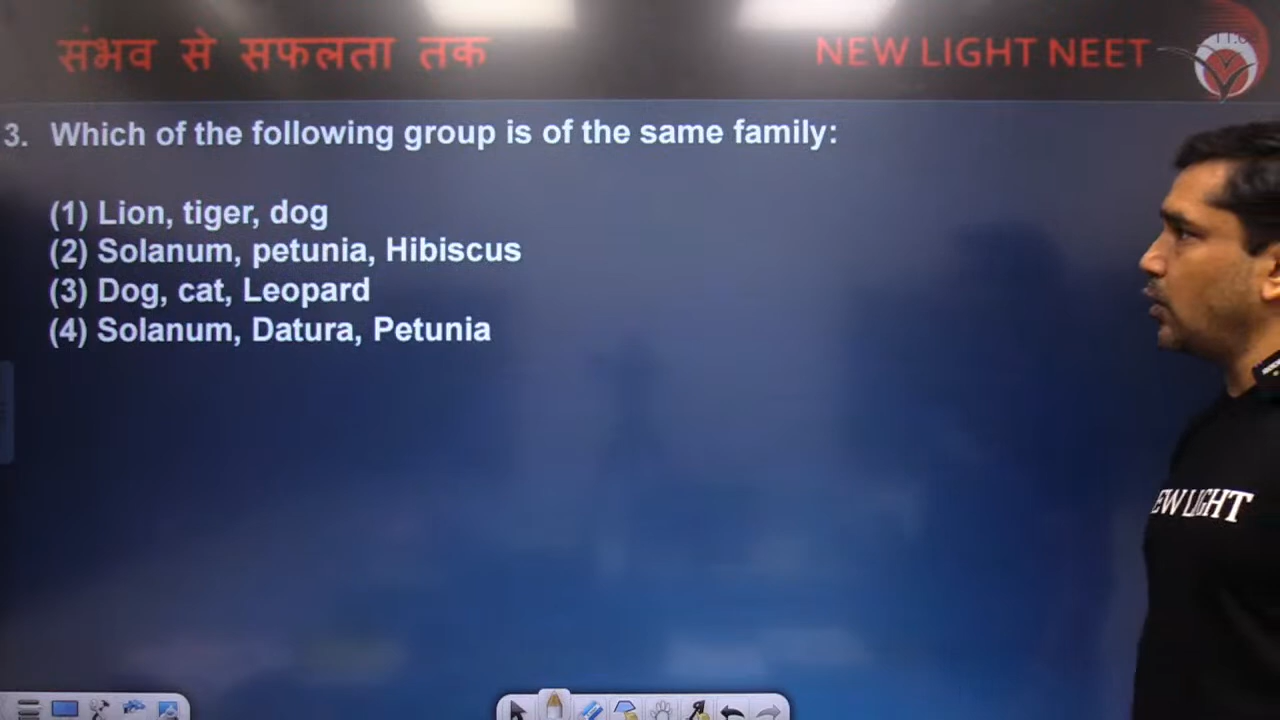 संभव से सफलता तक
NEW LIGHT NEET
3. Which of the following group is of the same family:
(1) Lion, tiger, dog
(2) Solanum, petunia, Hibiscus
(3) Dog, cat, Leopard
(4) Solanum, Datura, Petunia
EW LIGHT